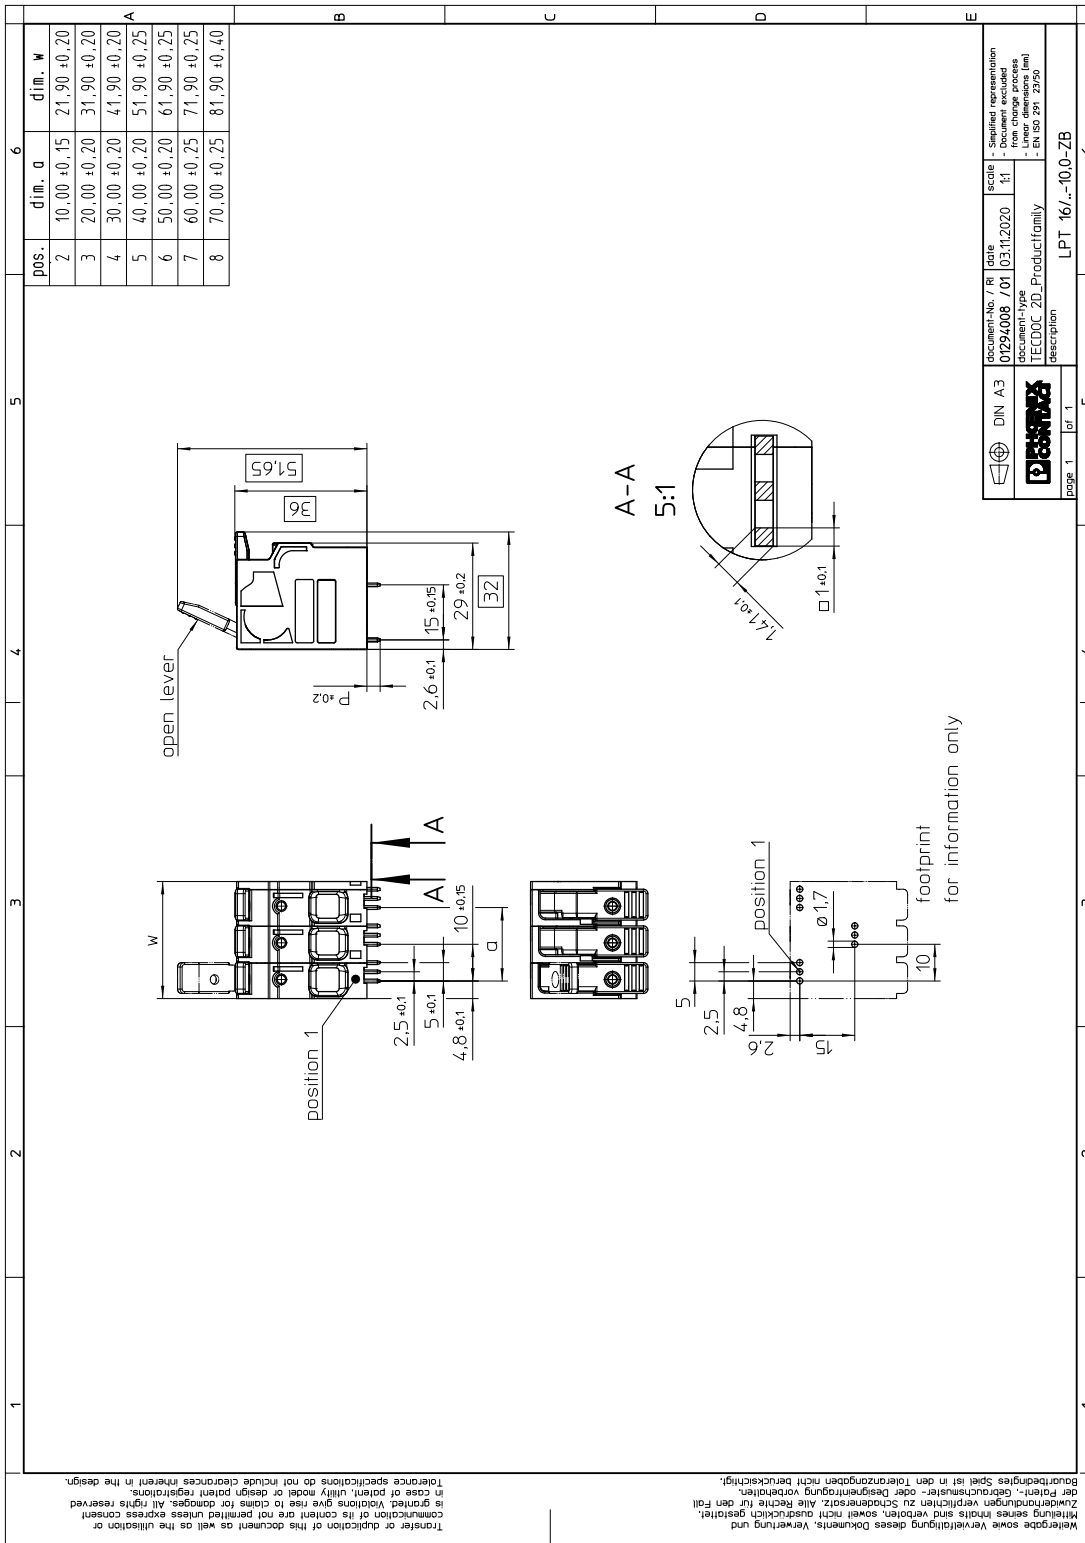 pos. dim. a dim. w
2 10,00 ±0,15 21,90 ±0,20
3 20,00 ±0,20 31,90 ±0,20
4 30,00 ±0,20 41,90 ±0,20
5 40,00 ±0,20 51,90 ±0,25
6 50,00 ±0,20 61,90 ±0,25
7 60,00 ±0,25 71,90 ±0,25
8 70,00 ±0,25 81,90 ±0,40
1 2 3 4 5 6
A
B
C
D
E
w
position 1
2,5 ±0,1
5 ±0,1
4,8 ±0,1
10 ±0,15
a
A
A
open lever
51,65
36
P ±0,2
2,6 ±0,1
15 ±0,15
29 ±0,2
32
A-A
5:1
1,41 ±0,1
□ 1 ±0,1
position 1
5
2,5
4,8
2,6
15
ø 1,7
10
footprint
for information only
DIN A3
PHOENIX
CONTACT
page 1 of 1
document-No. / RI
01294008 / 01
date
03.11.2020
scale
1:1
- Simplified representation
- Document excluded
from change process
- Linear dimensions [mm]
- EN ISO 291 23/50
document-type
TECDOC 2D_Productfamily
description
LPT 16/..-10,0-ZB
Transfer or duplication of this document as well as the utilisation or
communication of its content are not permitted unless express consent
is granted. Violations give rise to claims for damages. All rights reserved
in case of patent, utility model or design patent registrations.
Tolerance specifications do not include clearances inherent in the design.
Weitergabe sowie Vervielfältigung dieses Dokuments, Verwertung und
Mitteilung seines Inhalts sind verboten, soweit nicht ausdrücklich gestattet.
Zuwiderhandlungen verpflichten zu Schadenersatz. Alle Rechte für den Fall
der Patent-, Gebrauchsmuster- oder Designeintragung vorbehalten.
Bauartbedingtes Spiel ist in den Toleranzangaben nicht berücksichtigt.